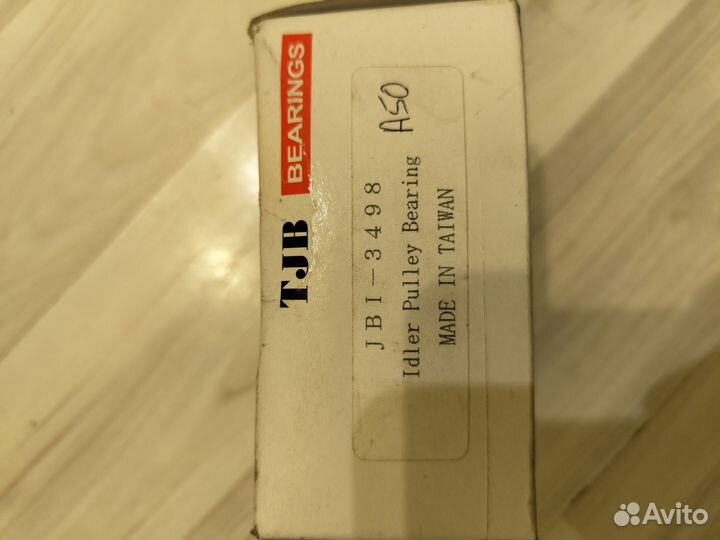 TJB BEARINGS
JBI-3498 A50
Idler Pulley Bearing
MADE IN TAIWAN
Avito